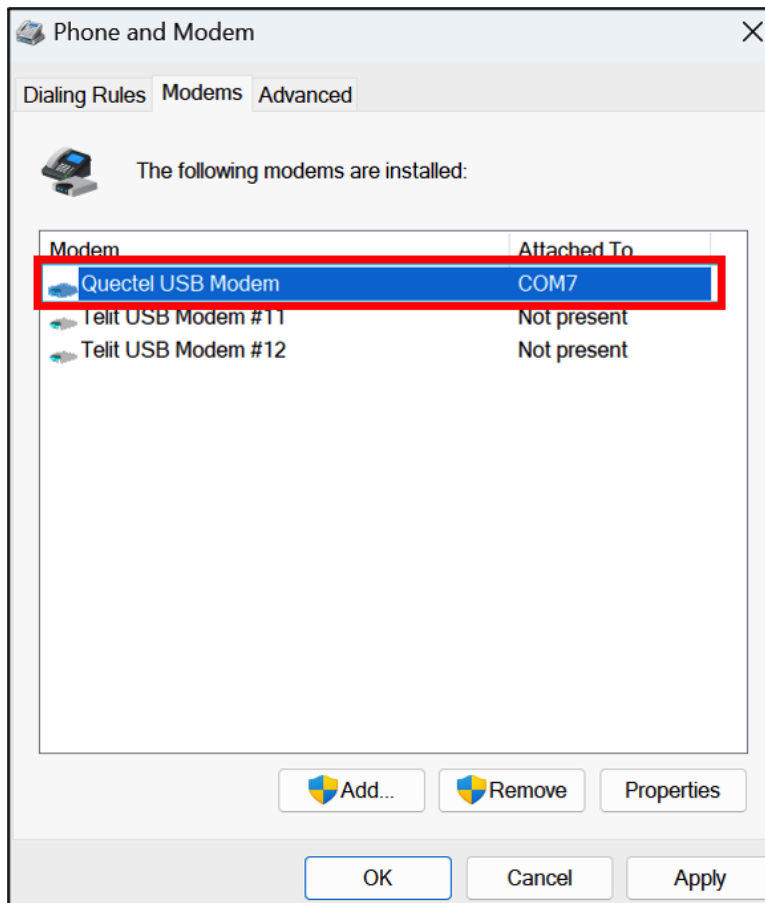 Phone and Modem
Dialing Rules Modems Advanced
The following modems are installed:
Modem Attached To
Quectel USB Modem COM7
Telit USB Modem #11 Not present
Telit USB Modem #12 Not present
Add... Remove Properties
OK Cancel Apply